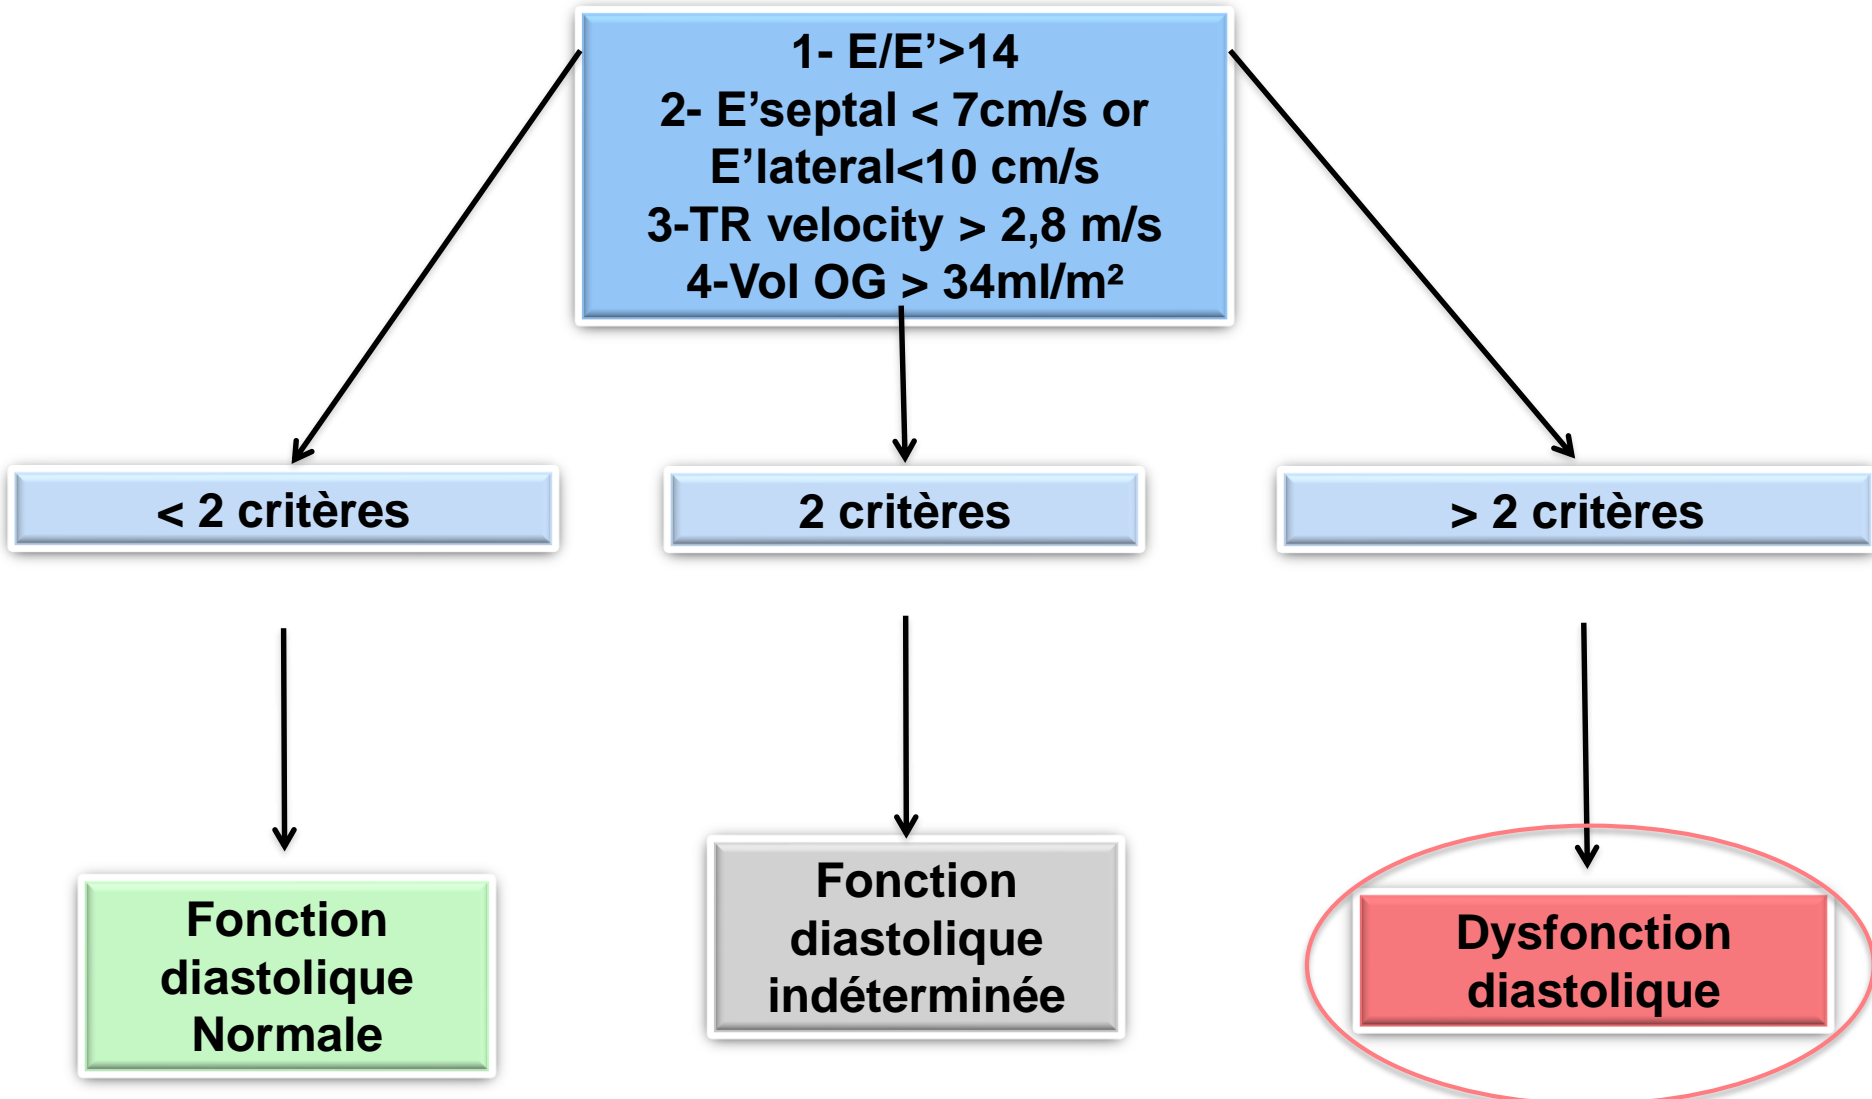 1- E/E’>14
2- E’septal < 7cm/s or
E’lateral<10 cm/s
3-TR velocity > 2,8 m/s
4-Vol OG > 34ml/m²
< 2 critères
2 critères
> 2 critères
Fonction
diastolique
Normale
Fonction
diastolique
indéterminée
Dysfonction
diastolique